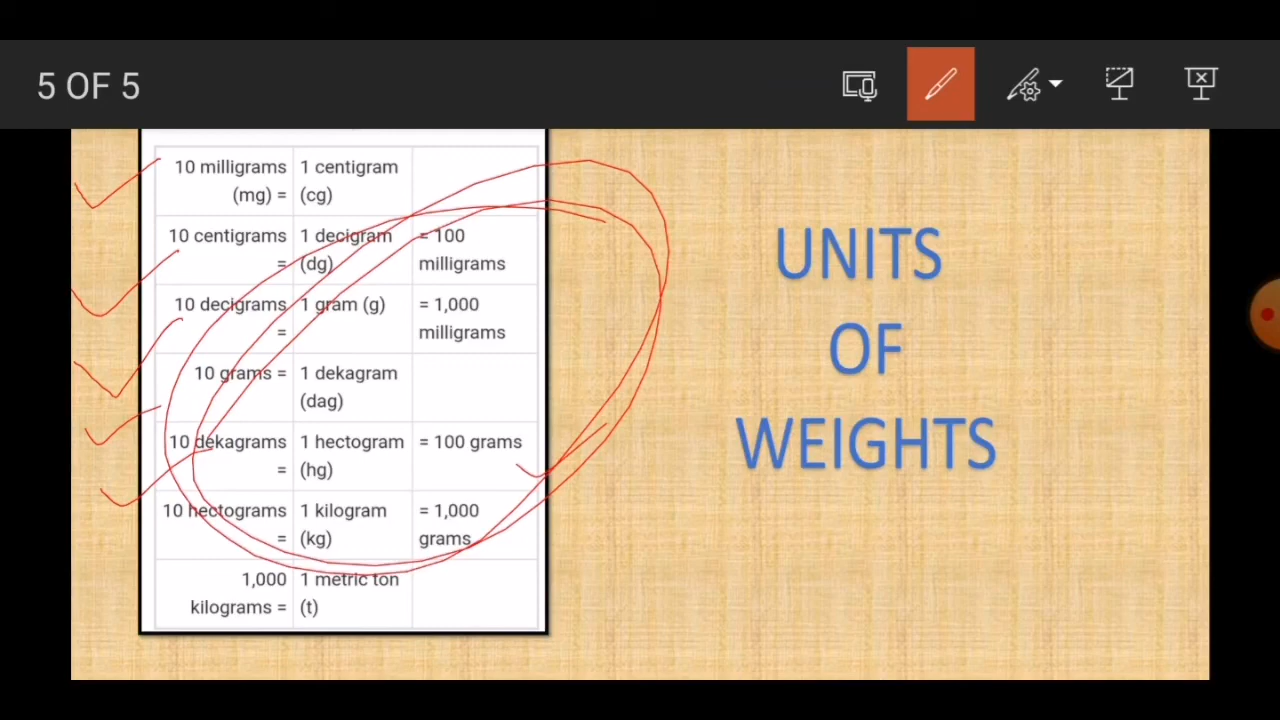 5 OF 5
10 milligrams 1 centigram
(mg) = (cg)
10 centigrams 1 decigram = 100
= (dg) milligrams
10 decigrams 1 gram (g) = 1,000
= milligrams
10 grams = 1 dekagram
(dag)
10 dekagrams 1 hectogram = 100 grams
= (hg)
10 hectograms 1 kilogram = 1,000
= (kg) grams
1,000 1 metric ton
kilograms = (t)
UNITS
OF
WEIGHTS